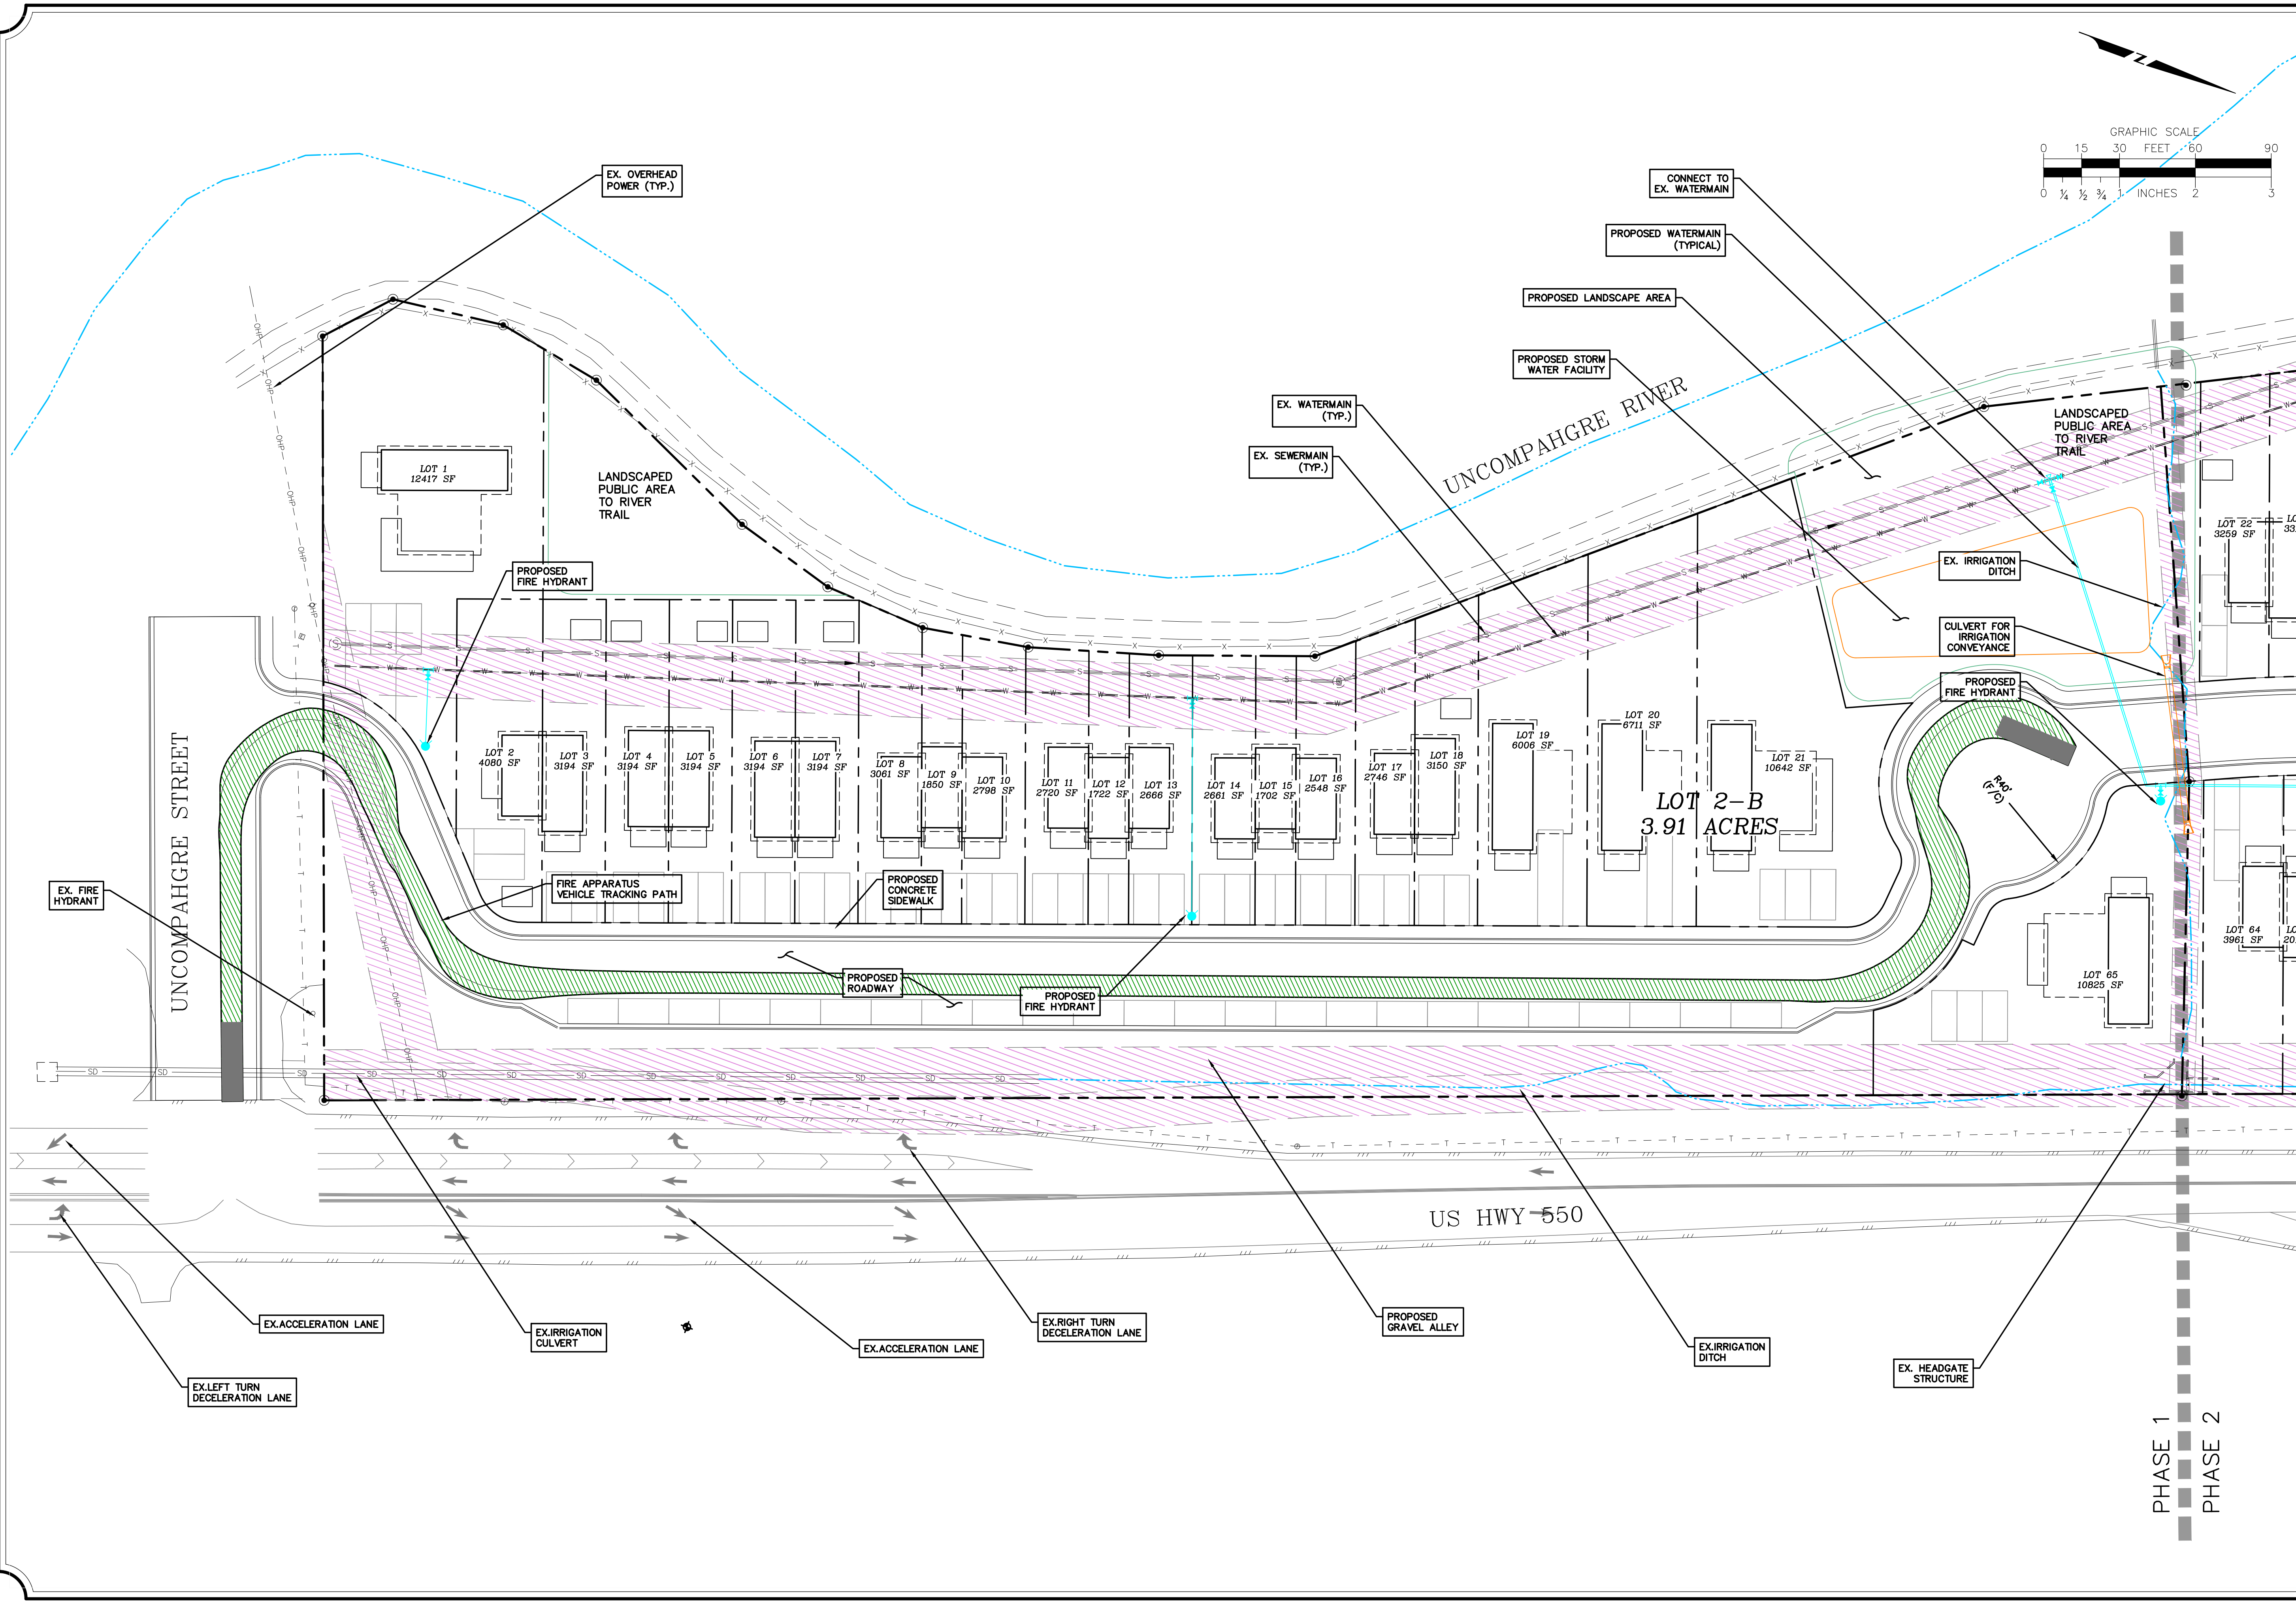 GRAPHIC SCALE
0 15 30 FEET 60 90
0 ¼ ½ ¾ 1 INCHES 2 3
N
EX. OVERHEAD
POWER (TYP.)
CONNECT TO
EX. WATERMAIN
PROPOSED WATERMAIN
(TYPICAL)
PROPOSED LANDSCAPE AREA
PROPOSED STORM
WATER FACILITY
EX. WATERMAIN
(TYP.)
EX. SEWERMAIN
(TYP.)
UNCOMPAHGRE RIVER
LANDSCAPED
PUBLIC AREA
TO RIVER
TRAIL
LANDSCAPED
PUBLIC AREA
TO RIVER
TRAIL
LOT 1
12417 SF
PROPOSED
FIRE HYDRANT
EX. IRRIGATION
DITCH
CULVERT FOR
IRRIGATION
CONVEYANCE
PROPOSED
FIRE HYDRANT
LOT 22
3259 SF
UNCOMPAHGRE STREET
LOT 2
4080 SF
LOT 3
3194 SF
LOT 4
3194 SF
LOT 5
3194 SF
LOT 6
3194 SF
LOT 7
3194 SF
LOT 8
3061 SF
LOT 9
1850 SF
LOT 10
2798 SF
LOT 11
2720 SF
LOT 12
1722 SF
LOT 13
2666 SF
LOT 14
2661 SF
LOT 15
1702 SF
LOT 16
2548 SF
LOT 17
2746 SF
LOT 18
3150 SF
LOT 19
6006 SF
LOT 20
6711 SF
LOT 21
10642 SF
LOT 2-B
3.91 ACRES
R40'
(F/C)
EX. FIRE
HYDRANT
FIRE APPARATUS
VEHICLE TRACKING PATH
PROPOSED
CONCRETE
SIDEWALK
PROPOSED
ROADWAY
PROPOSED
FIRE HYDRANT
LOT 65
10825 SF
LOT 64
3961 SF
US HWY 550
EX.ACCELERATION LANE
EX.LEFT TURN
DECELERATION LANE
EX.IRRIGATION
CULVERT
EX.ACCELERATION LANE
EX.RIGHT TURN
DECELERATION LANE
PROPOSED
GRAVEL ALLEY
EX.IRRIGATION
DITCH
EX. HEADGATE
STRUCTURE
PHASE 1
PHASE 2